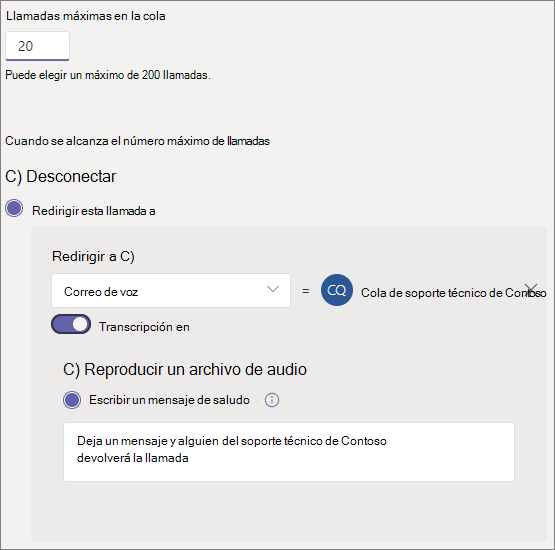 Llamadas máximas en la cola
20
Puede elegir un máximo de 200 llamadas.
Cuando se alcanza el número máximo de llamadas
C) Desconectar
Redirigir esta llamada a
Redirigir a C)
Correo de voz = CQ Cola de soporte técnico de Contoso
Transcripción en
C) Reproducir un archivo de audio
Escribir un mensaje de saludo
Deja un mensaje y alguien del soporte técnico de Contoso
devolverá la llamada